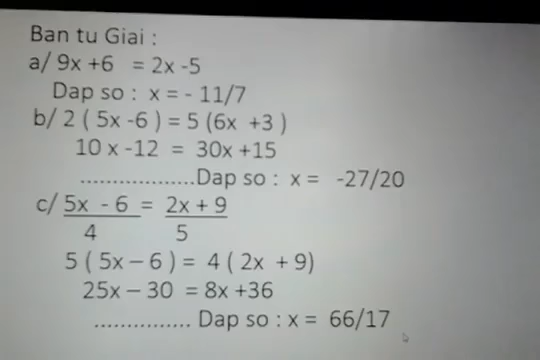 Ban tu Giai :
a/ 9x +6 = 2x -5
Dap so : x = - 11/7
b/ 2 ( 5x -6 ) = 5 (6x +3 )
10 x -12 = 30x +15
..................Dap so : x = -27/20
c/ 5x - 6 = 2x + 9
4 5
5 ( 5x – 6 ) = 4 ( 2x + 9)
25x – 30 = 8x +36
............... Dap so : x = 66/17